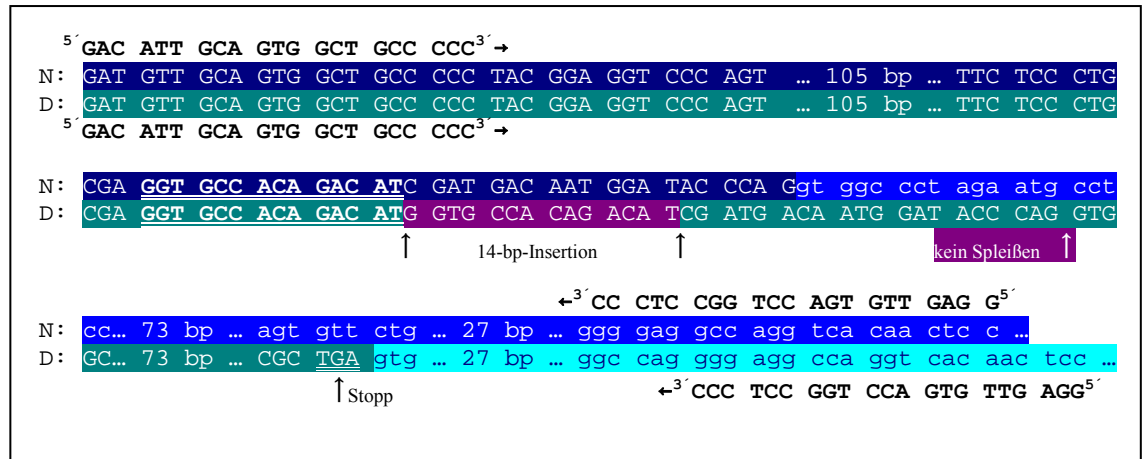 5´GAC ATT GCA GTG GCT GCC CCC3´→
N: GAT GTT GCA GTG GCT GCC CCC TAC GGA GGT CCC AGT … 105 bp … TTC TCC CTG
D: GAT GTT GCA GTG GCT GCC CCC TAC GGA GGT CCC AGT … 105 bp … TTC TCC CTG
5´GAC ATT GCA GTG GCT GCC CCC3´→
N: CGA GGT GCC ACA GAC ATC GAT GAC AAT GGA TAC CCA Ggt ggc cct aga atg cct
D: CGA GGT GCC ACA GAC ATG GTG CCA CAG ACA TCG ATG ACA ATG GAT ACC CAG GTG
↑ 14-bp-Insertion ↑ kein Spleißen ↑
←3´CC CTC CGG TCC AGT GTT GAG G5´
N: cc… 73 bp … agt gtt ctg … 27 bp … ggg gag gcc agg tca caa ctc c …
D: GC… 73 bp … CGC TGA gtg … 27 bp … ggc cag ggg agg cca ggt cac aac tcc …
↑ Stopp ←3´CCC TCC GGT CCA GTG TTG AGG5´